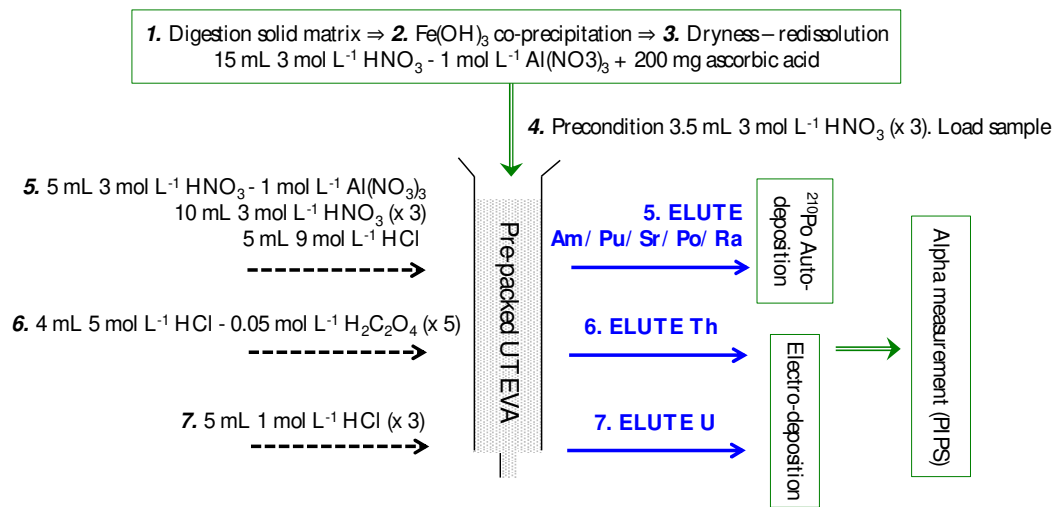 1. Digestion solid matrix ⇒ 2. Fe(OH)₃ co-precipitation ⇒ 3. Dryness – redissolution
15 mL 3 mol L⁻¹ HNO₃ - 1 mol L⁻¹ Al(NO3)₃ + 200 mg ascorbic acid
4. Precondition 3.5 mL 3 mol L⁻¹ HNO₃ (x 3). Load sample
5. 5 mL 3 mol L⁻¹ HNO₃ - 1 mol L⁻¹ Al(NO₃)₃
10 mL 3 mol L⁻¹ HNO₃ (x 3)
5 mL 9 mol L⁻¹ HCl
Pre-packed UTEVA
5. ELUTE
Am/ Pu/ Sr/ Po/ Ra
²¹⁰Po Auto-
deposition
6. 4 mL 5 mol L⁻¹ HCl - 0.05 mol L⁻¹ H₂C₂O₄ (x 5)
6. ELUTE Th
7. 5 mL 1 mol L⁻¹ HCl (x 3)
7. ELUTE U
Electro-deposition
Alpha measurement (PIPS)